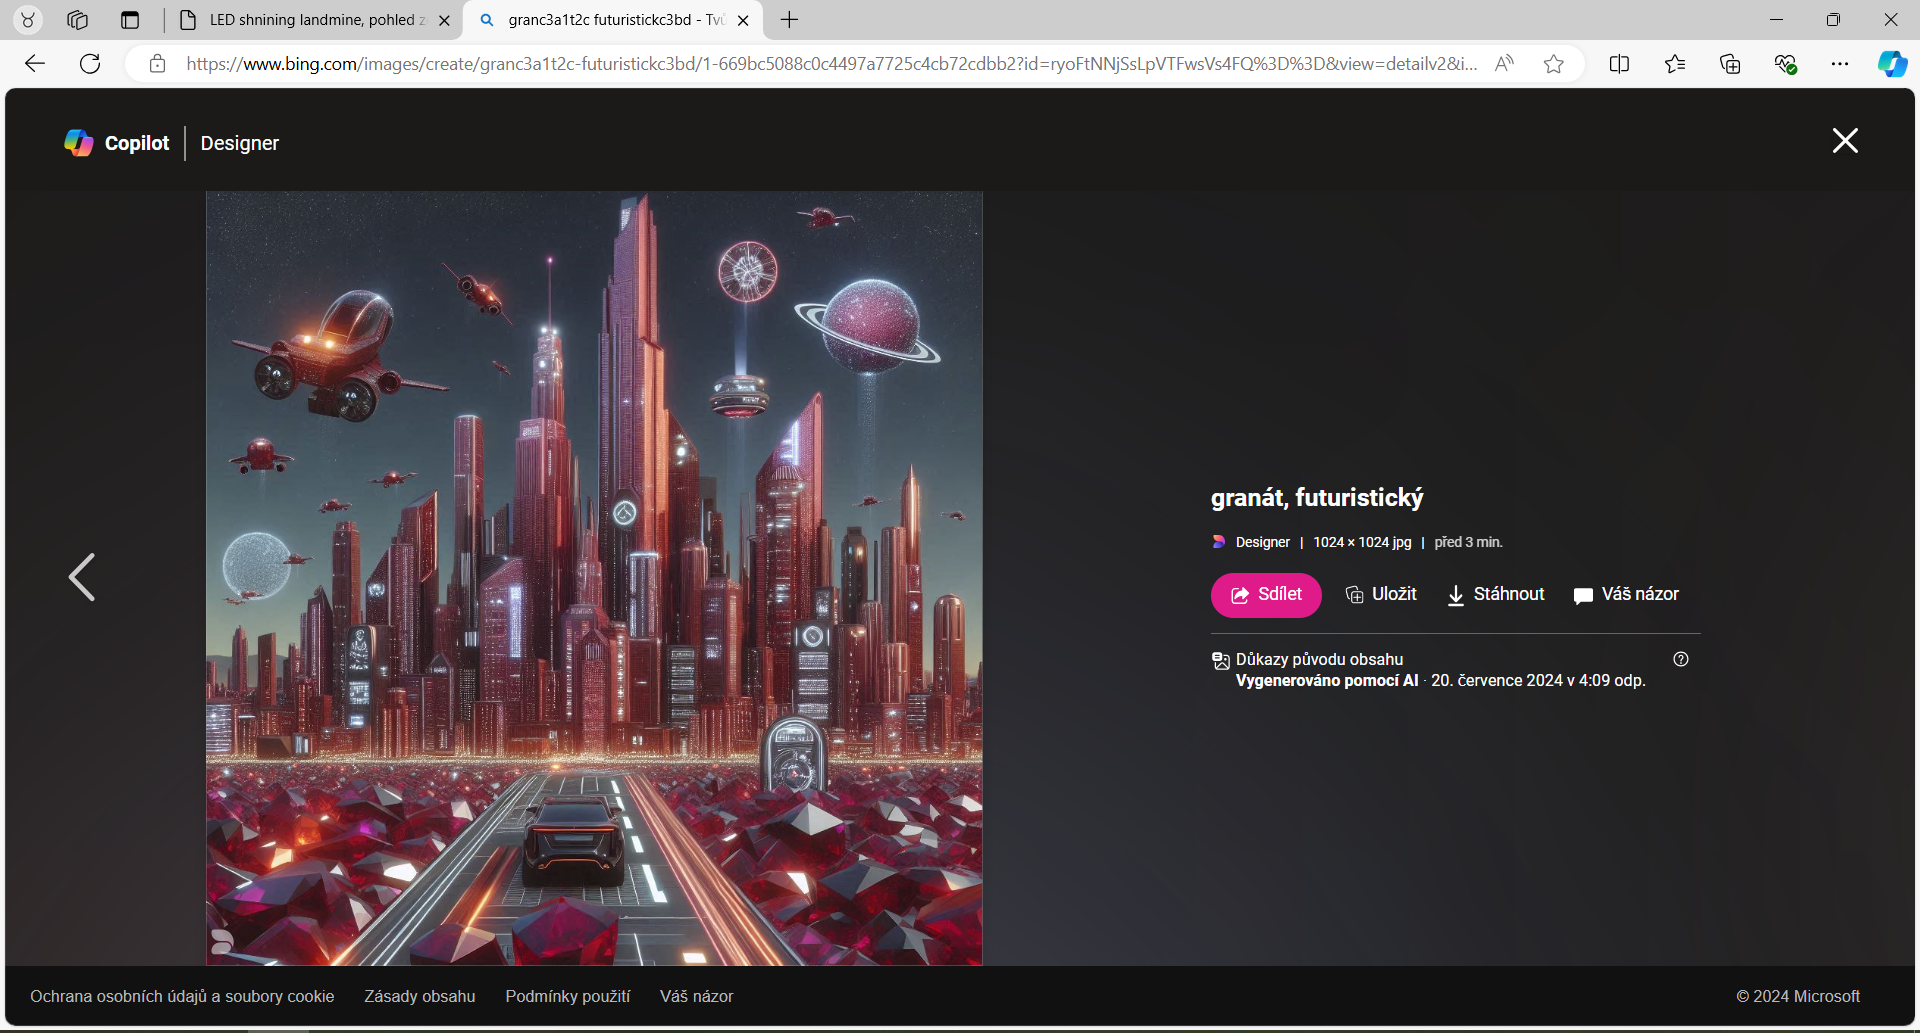 LED shnining landmine, pohled z
granc3a1t2c futuristickc3bd - Tvů
https://www.bing.com/images/create/granc3a1t2c-futuristickc3bd/1-669bc5088c0c4497a7725c4cb72cdbb2?id=ryoFtNNjSsLpVTFwsVs4FQ%3D%3D&view=detailv2&i...
Copilot | Designer
granát, futuristický
Designer | 1024 × 1024 jpg | před 3 min.
Sdílet Uložit Stáhnout Váš názor
Důkazy původu obsahu
Vygenerováno pomocí AI · 20. července 2024 v 4:09 odp.
Ochrana osobních údajů a soubory cookie Zásady obsahu Podmínky použití Váš názor © 2024 Microsoft